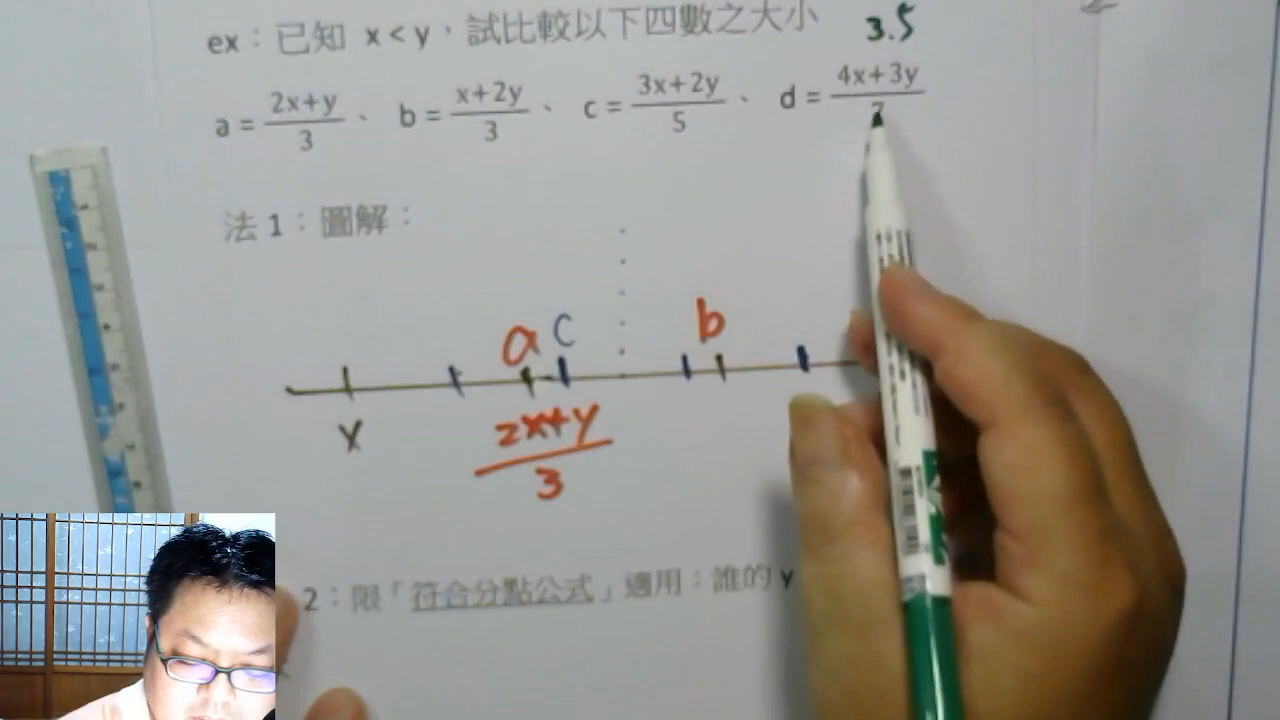 ex：已知 x < y，試比較以下四數之大小
3.5
a = 2x+y/3、 b = x+2y/3、 c = 3x+2y/5、 d = 4x+3y/7
法 1：圖解：
a c b
x
2x+y/3
2：限「符合分點公式」適用：誰的 y